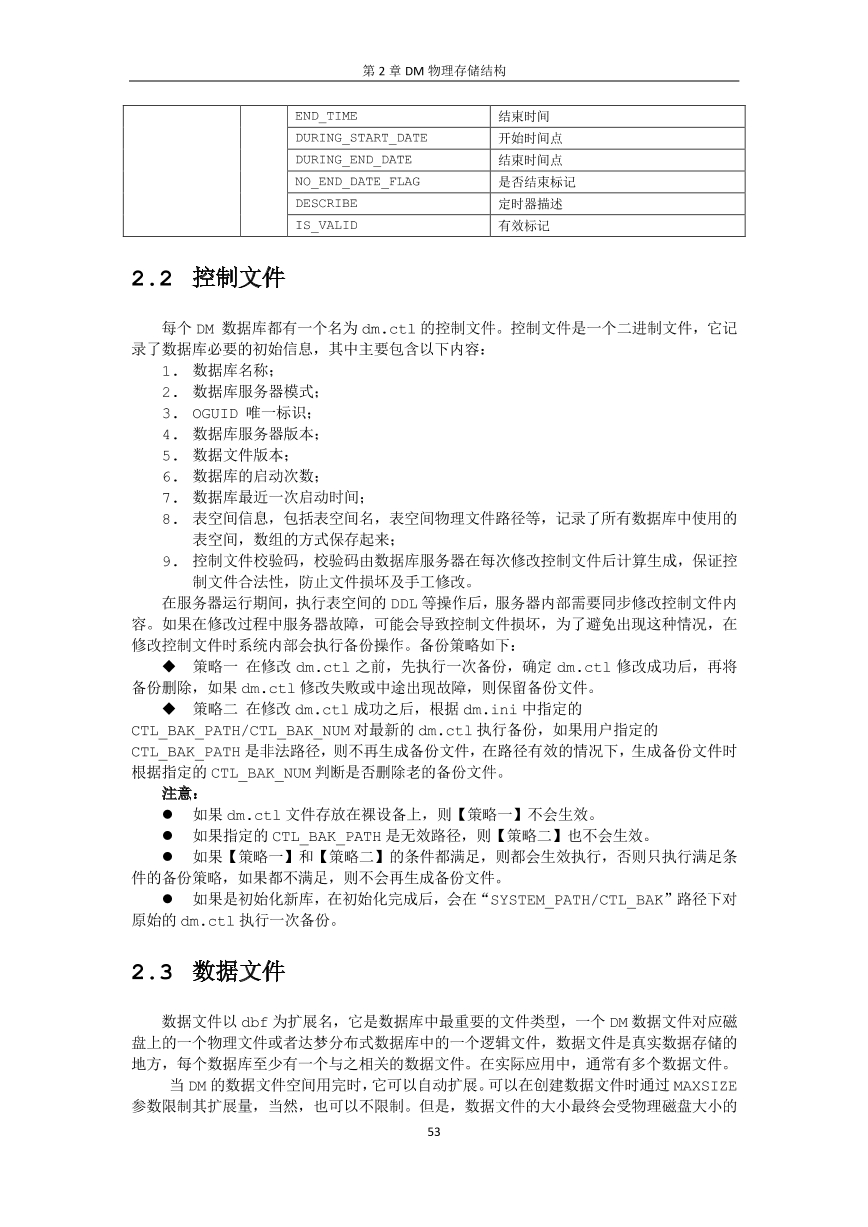 第 2 章 DM 物理存储结构
END_TIME 结束时间
DURING_START_DATE 开始时间点
DURING_END_DATE 结束时间点
NO_END_DATE_FLAG 是否结束标记
DESCRIBE 定时器描述
IS_VALID 有效标记
2.2 控制文件
每个 DM 数据库都有一个名为 dm.ctl 的控制文件。控制文件是一个二进制文件，它记
录了数据库必要的初始信息，其中主要包含以下内容：
1. 数据库名称；
2. 数据库服务器模式；
3. OGUID 唯一标识；
4. 数据库服务器版本；
5. 数据文件版本；
6. 数据库的启动次数；
7. 数据库最近一次启动时间；
8. 表空间信息，包括表空间名，表空间物理文件路径等，记录了所有数据库中使用的
表空间，数组的方式保存起来；
9. 控制文件校验码，校验码由数据库服务器在每次修改控制文件后计算生成，保证控
制文件合法性，防止文件损坏及手工修改。
在服务器运行期间，执行表空间的 DDL 等操作后，服务器内部需要同步修改控制文件内
容。如果在修改过程中服务器故障，可能会导致控制文件损坏，为了避免出现这种情况，在
修改控制文件时系统内部会执行备份操作。备份策略如下：
◆ 策略一 在修改 dm.ctl 之前，先执行一次备份，确定 dm.ctl 修改成功后，再将
备份删除，如果 dm.ctl 修改失败或中途出现故障，则保留备份文件。
◆ 策略二 在修改 dm.ctl 成功之后，根据 dm.ini 中指定的
CTL_BAK_PATH/CTL_BAK_NUM 对最新的 dm.ctl 执行备份，如果用户指定的
CTL_BAK_PATH 是非法路径，则不再生成备份文件，在路径有效的情况下，生成备份文件时
根据指定的 CTL_BAK_NUM 判断是否删除老的备份文件。
注意：
● 如果 dm.ctl 文件存放在裸设备上，则【策略一】不会生效。
● 如果指定的 CTL_BAK_PATH 是无效路径，则【策略二】也不会生效。
● 如果【策略一】和【策略二】的条件都满足，则都会生效执行，否则只执行满足条
件的备份策略，如果都不满足，则不会再生成备份文件。
● 如果是初始化新库，在初始化完成后，会在“SYSTEM_PATH/CTL_BAK”路径下对
原始的 dm.ctl 执行一次备份。
2.3 数据文件
数据文件以 dbf 为扩展名，它是数据库中最重要的文件类型，一个 DM 数据文件对应磁
盘上的一个物理文件或者达梦分布式数据库中的一个逻辑文件，数据文件是真实数据存储的
地方，每个数据库至少有一个与之相关的数据文件。在实际应用中，通常有多个数据文件。
当 DM 的数据文件空间用完时，它可以自动扩展。可以在创建数据文件时通过 MAXSIZE
参数限制其扩展量，当然，也可以不限制。但是，数据文件的大小最终会受物理磁盘大小的
53